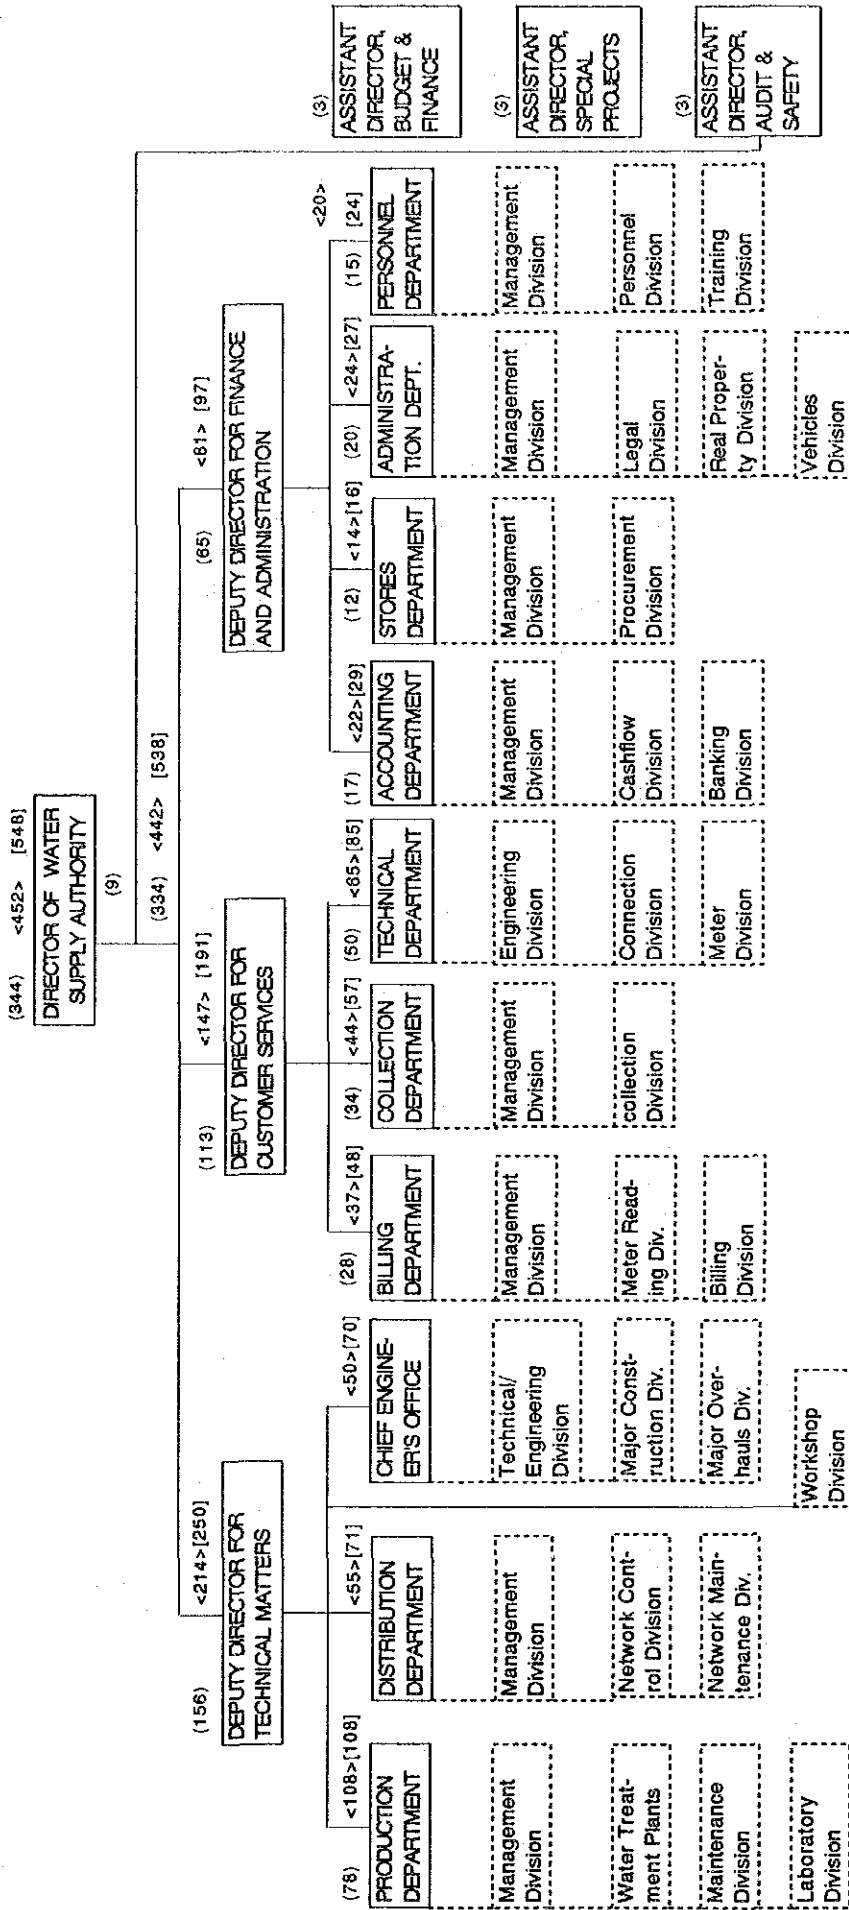 (344) <452> [548]
DIRECTOR OF WATER
SUPPLY AUTHORITY
(9)
(334) <442> [538]
(156) <214>[250]
DEPUTY DIRECTOR FOR
TECHNICAL MATTERS
(113) <147> [191]
DEPUTY DIRECTOR FOR
CUSTOMER SERVICES
(65) <81> [97]
DEPUTY DIRECTOR FOR FINANCE
AND ADMINISTRATION
(3)
ASSISTANT
DIRECTOR,
BUDGET &
FINANCE
(3)
ASSISTANT
DIRECTOR,
SPECIAL
PROJECTS
(3)
ASSISTANT
DIRECTOR,
AUDIT &
SAFETY
(78) <108>[108]
PRODUCTION
DEPARTMENT
Management
Division
Water Treat-
ment Plants
Maintenance
Division
Laboratory
Division
<55>[71]
DISTRIBUTION
DEPARTMENT
Management
Division
Network Cont-
rol Division
Network Main-
tenance Div.
<50>[70]
CHIEF ENGINE-
ER'S OFFICE
Technical/
Engineering
Division
Major Const-
ruction Div.
Major Over-
hauls Div.
Workshop
Division
(28) <37>[48]
BILLING
DEPARTMENT
Management
Division
Meter Read-
ing Div.
Billing
Division
(34) <44>[57]
COLLECTION
DEPARTMENT
Management
Division
collection
Division
(50) <65>[85]
TECHNICAL
DEPARTMENT
Engineering
Division
Connection
Division
Meter
Division
(17) <22>[29]
ACCOUNTING
DEPARTMENT
Management
Division
Cashflow
Division
Banking
Division
(12) <14>[16]
STORES
DEPARTMENT
Management
Division
Procurement
Division
(20) <24>[27]
ADMINISTRA-
TION DEPT.
Management
Division
Legal
Division
Real Proper-
ty Division
Vehicles
Division
<20>
(15) [24]
PERSONNEL
DEPARTMENT
Management
Division
Personnel
Division
Training
Division